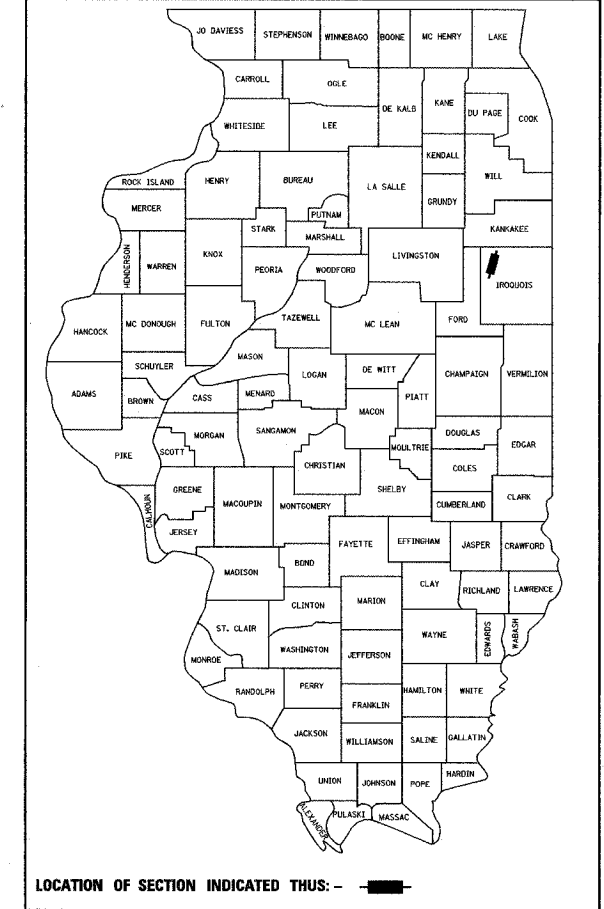 JO DAVIESS STEPHENSON WINNEBAGO BOONE MC HENRY LAKE
CARROLL OGLE DE KALB KANE DU PAGE COOK
WHITESIDE LEE
KENDALL WILL
ROCK ISLAND HENRY BUREAU LA SALLE GRUNDY
MERCER PUTNAM
STARK MARSHALL KANKAKEE
HENDERSON WARREN KNOX PEORIA WOODFORD LIVINGSTON IROQUOIS
HANCOCK MC DONOUGH FULTON TAZEWELL MC LEAN FORD
MASON
SCHUYLER LOGAN DE WITT CHAMPAIGN VERMILION
ADAMS BROWN CASS MENARD MACON PIATT
MORGAN SANGAMON DOUGLAS
PIKE SCOTT CHRISTIAN MOULTRIE COLES EDGAR
GREENE MACOUPIN MONTGOMERY SHELBY CUMBERLAND CLARK
CALHOUN JERSEY
FAYETTE EFFINGHAM JASPER CRAWFORD
MADISON BOND
CLAY RICHLAND LAWRENCE
CLINTON MARION
ST. CLAIR WAYNE EDWARDS WABASH
WASHINGTON JEFFERSON
MONROE
RANDOLPH PERRY HAMILTON WHITE
FRANKLIN
JACKSON WILLIAMSON SALINE GALLATIN
UNION JOHNSON POPE HARDIN
ALEXANDER PULASKI MASSAC
LOCATION OF SECTION INDICATED THUS: -